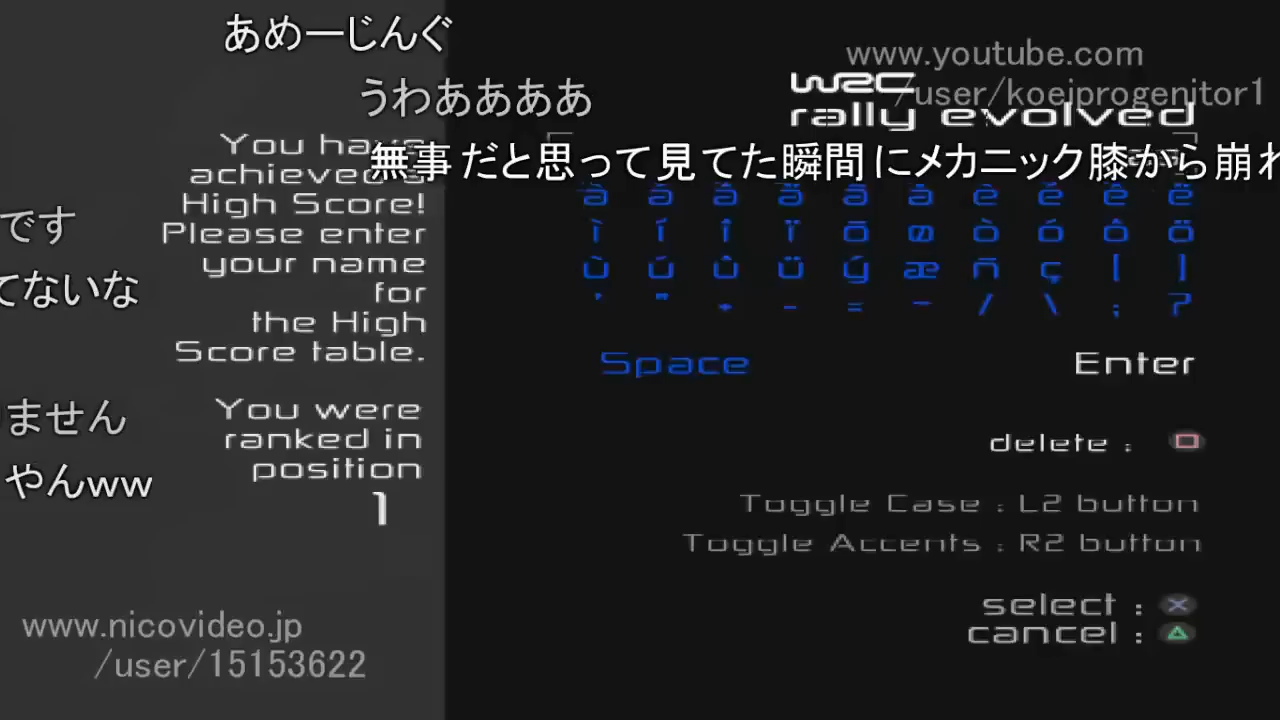 あめーじんぐ
www.youtube.com
/user/koeiprogenitor1
うわああああ
WRC
rally evolved
無事だと思って見てた瞬間にメカニック膝から崩れ
です
てないな
ません
やんww
You have
achieved a
High Score!
Please enter
your name
for
the High
Score table.
You were
ranked in
position
1
à á â ã å ä è é ê ë
ì í î ï õ ø ò ó ô ö
ù ú û ü ý æ ñ ç [ ]
' " + - = _ / \ ; ?
Space
Enter
delete :
Toggle Case : L2 button
Toggle Accents : R2 button
select :
cancel :
www.nicovideo.jp
/user/15153622